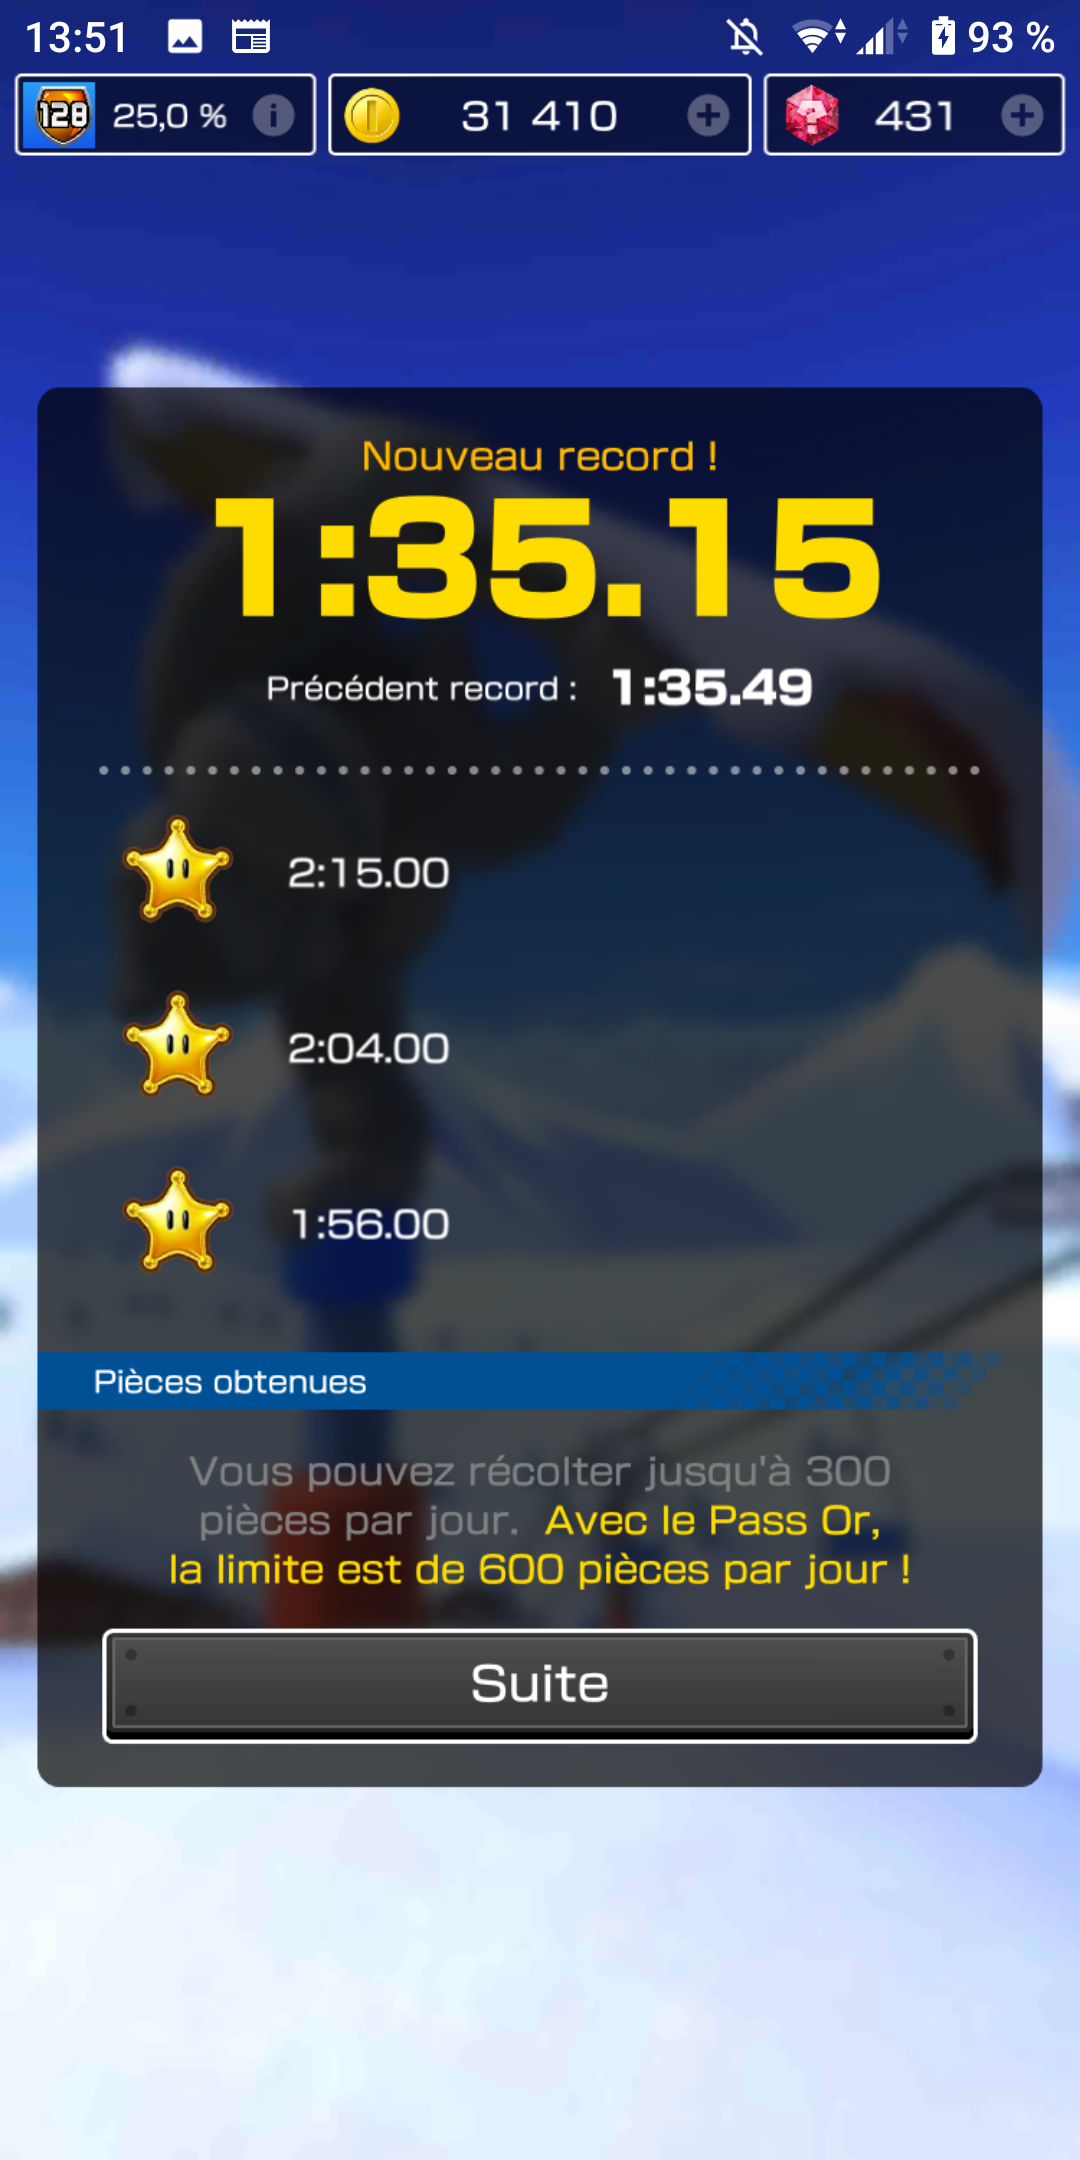 13:51 93 %
128 25,0 % i 31 410 + ? 431 +
Nouveau record !
1:35.15
Précédent record : 1:35.49
2:15.00
2:04.00
1:56.00
Pièces obtenues
Vous pouvez récolter jusqu'à 300
pièces par jour. Avec le Pass Or,
la limite est de 600 pièces par jour !
Suite